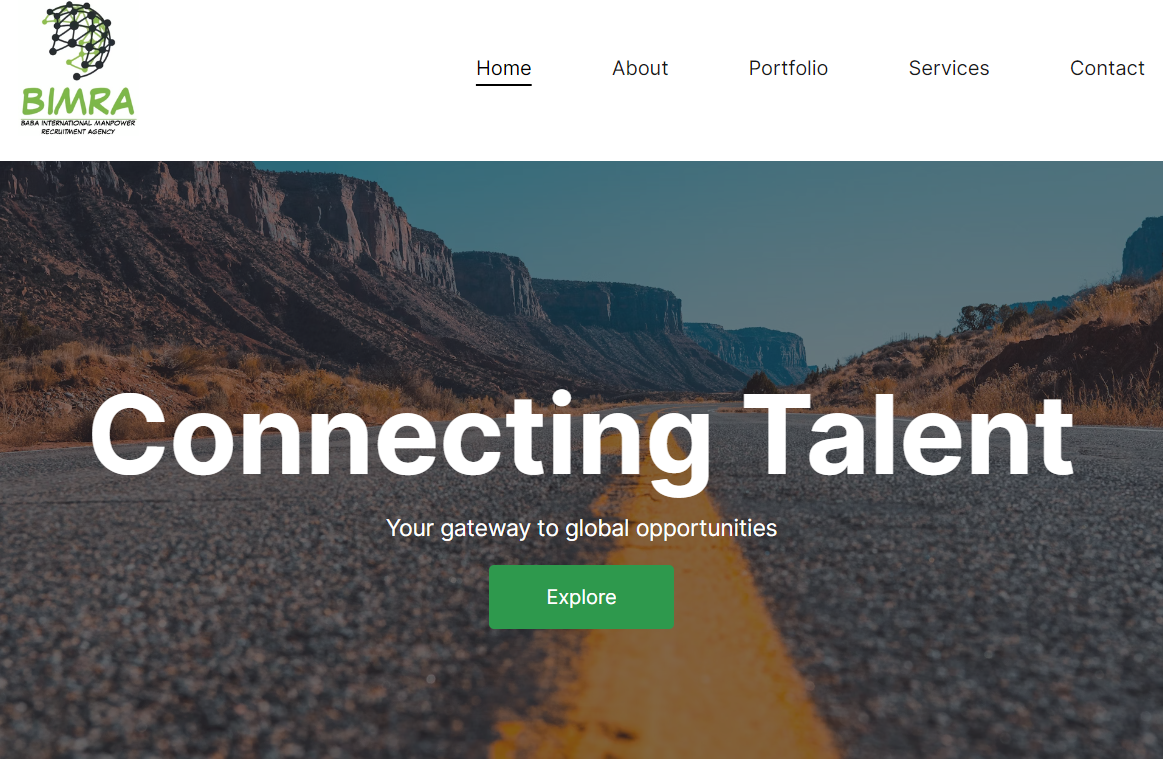 BIMRA
BABA INTERNATIONAL MANPOWER
RECRUITMENT AGENCY
Home About Portfolio Services Contact
Connecting Talent
Your gateway to global opportunities
Explore